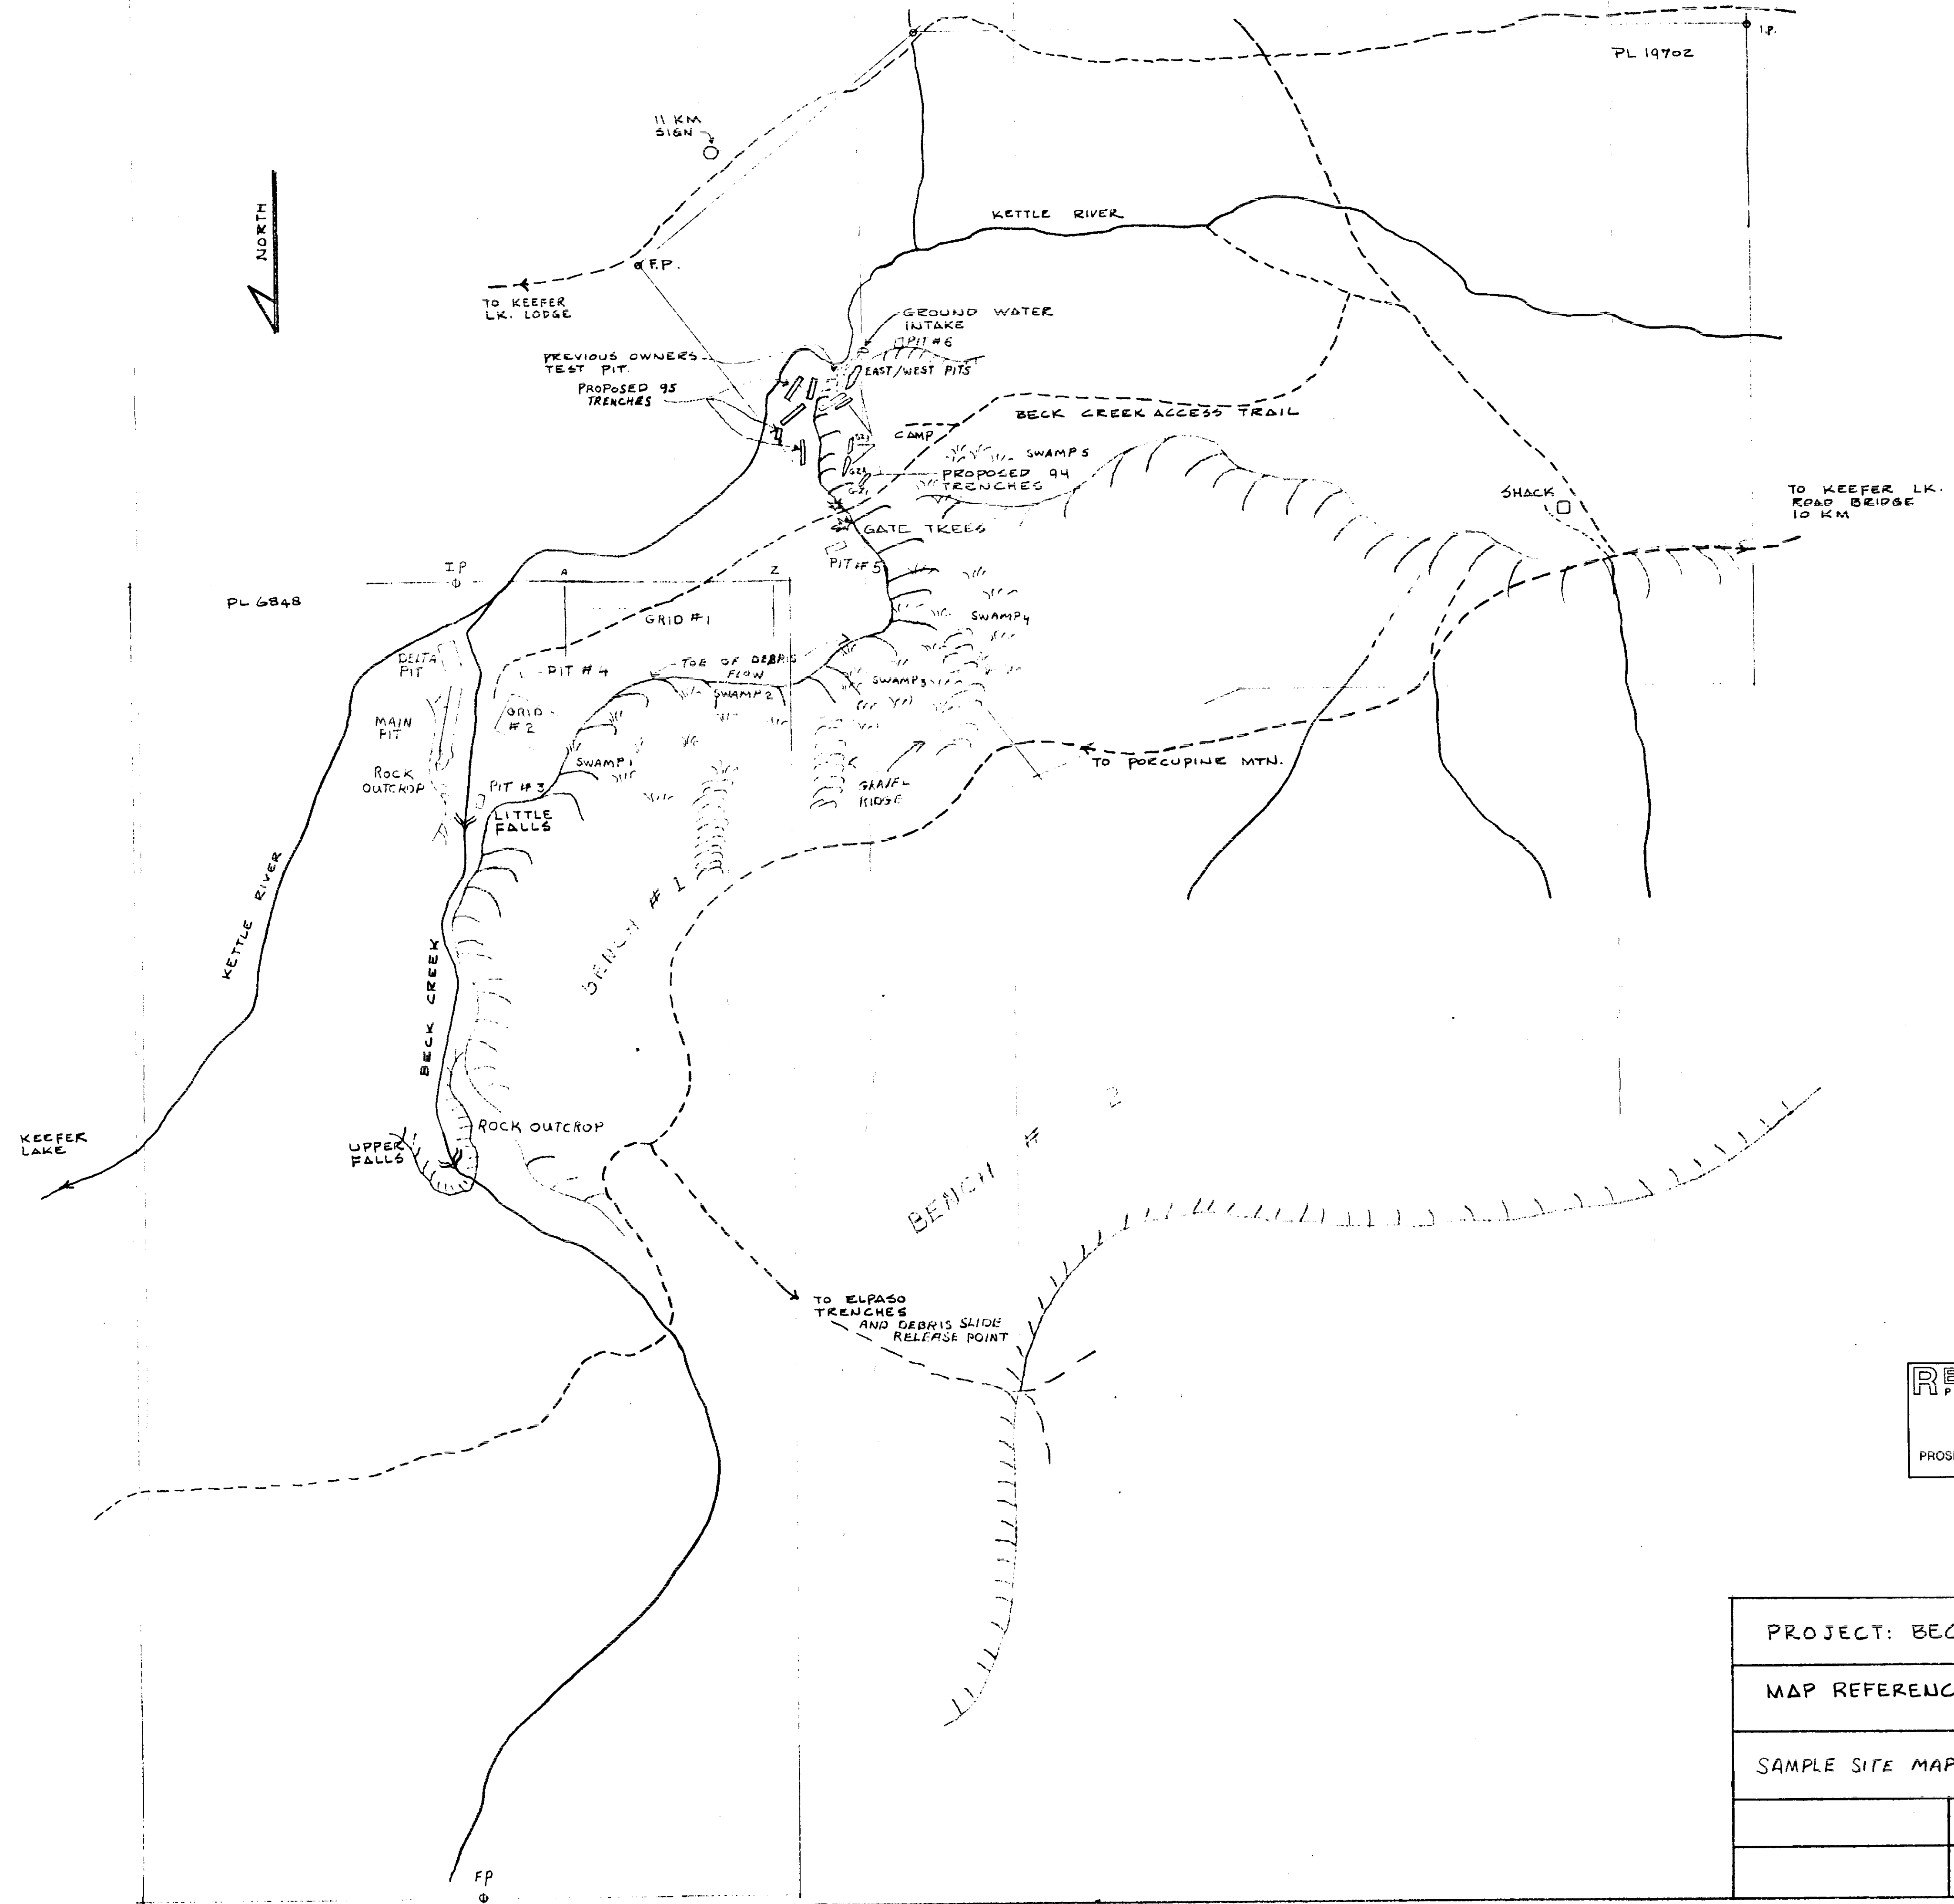 I.P.
PL 19702
11 KM
SIGN
NORTH
KETTLE RIVER
F.P.
TO KEEFER
LK. LODGE
GROUND WATER
INTAKE
PIT #6
PREVIOUS OWNERS
TEST PIT.
EAST/WEST PITS
PROPOSED 95
TRENCHES
BECK CREEK ACCESS TRAIL
CAMP
SWAMP 5
PROPOSED 94
TRENCHES
SHACK
TO KEEFER LK.
ROAD BRIDGE
10 KM
GATE TREES
PIT #5
I.P
A
Z
PL 6848
GRID #1
SWAMP 4
DELTA
PIT
PIT #4
TOE OF DEBRIS
FLOW
SWAMP 3
SWAMP 2
GRID
#2
MAIN
PIT
SWAMP 1
TO PORCUPINE MTN.
ROCK
OUTCROP
PIT #3
GRAVEL
RIDGE
LITTLE
FALLS
BENCH #1
KETTLE RIVER
BECK CREEK
BENCH # 2
KEEFER
LAKE
UPPER
FALLS
ROCK OUTCROP
TO ELPASO
TRENCHES
AND DEBRIS SLIDE
RELEASE POINT
PROJECT: BEC
MAP REFERENC
SAMPLE SITE MAP
FP